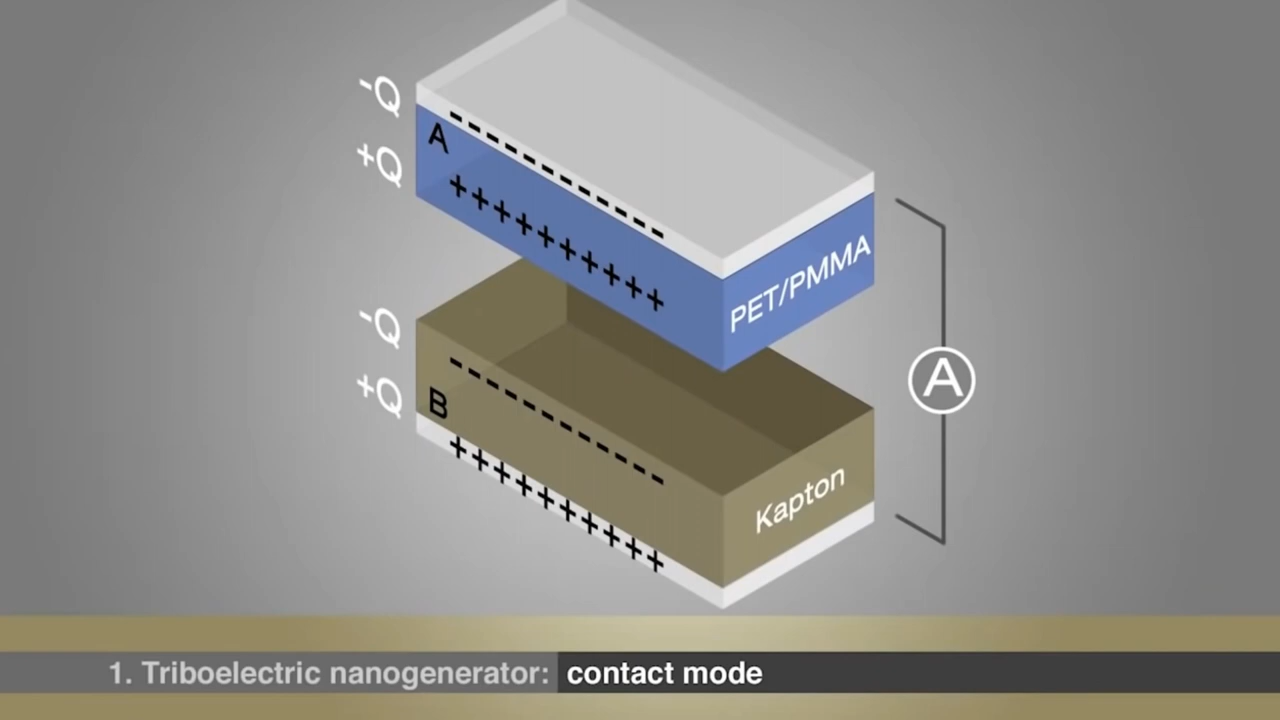 -Q
A
----------
+Q
++++++++++
PET/PMMA
-Q
A
----------
+Q
B
Kapton
++++++++++
1. Triboelectric nanogenerator: contact mode